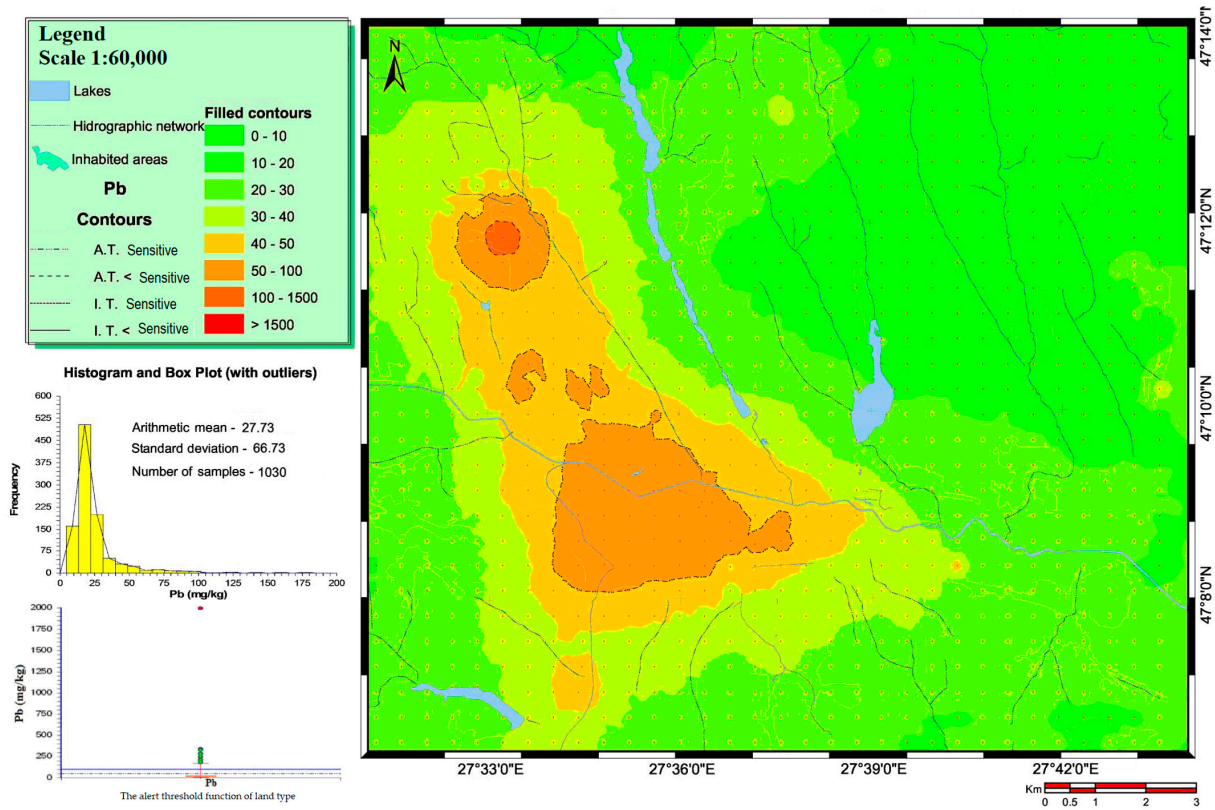 Legend
Scale 1:60,000
Lakes
Hidrographic network
Inhabited areas
Pb
Contours
A.T. Sensitive
A.T. < Sensitive
I. T. Sensitive
I. T. < Sensitive
Filled contours
0 - 10
10 - 20
20 - 30
30 - 40
40 - 50
50 - 100
100 - 1500
> 1500
Histogram and Box Plot (with outliers)
Arithmetic mean - 27.73
Standard deviation - 66.73
Number of samples - 1030
Frequency
600
525
450
375
300
225
150
75
0
0
25
50
75
100
125
150
175
200
Pb (mg/kg)
Pb (mg/kg)
2000
1750
1500
1250
1000
750
500
250
0
Pb
The alert threshold function of land type
N
47°14'0"N
47°12'0"N
47°10'0"N
47°8'0"N
27°33'0"E
27°36'0"E
27°39'0"E
27°42'0"E
Km
0 0.5 1 2 3